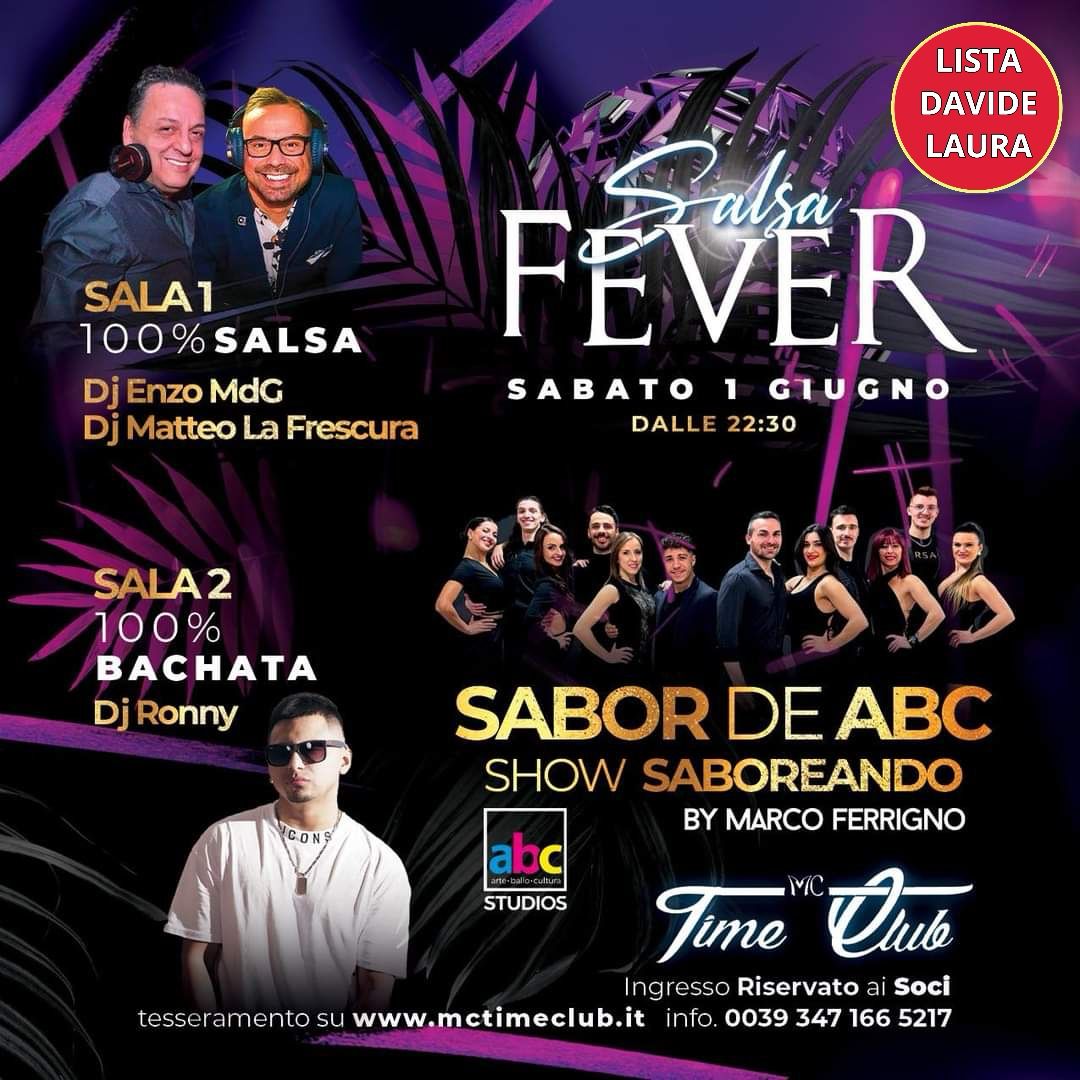 LISTA
DAVIDE
LAURA
Salsa
FEVER
SABATO 1 GIUGNO
DALLE 22:30
SALA 1
100% SALSA
Dj Enzo MdG
Dj Matteo La Frescura
SALA 2
100%
BACHATA
Dj Ronny
ICONS
RSA
SABOR DE ABC
SHOW SABOREANDO
BY MARCO FERRIGNO
abc
arte•ballo•cultura
STUDIOS
MC
Time Club
Ingresso Riservato ai Soci
tesseramento su www.mctimeclub.it info. 0039 347 166 5217